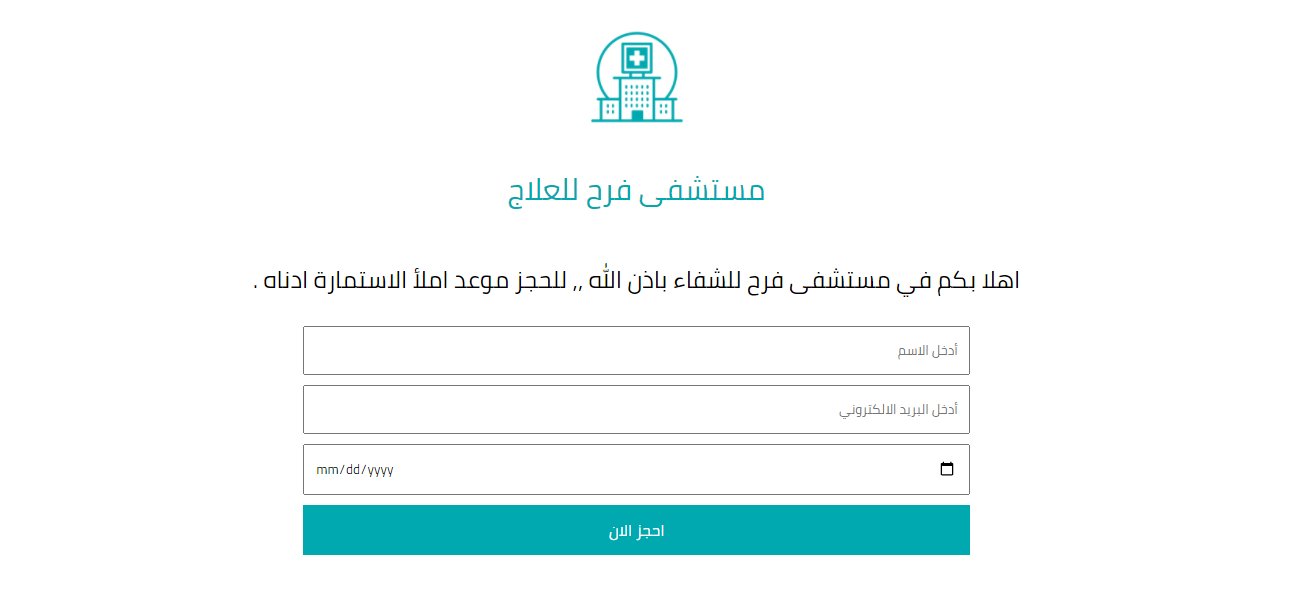 مستشفى فرح للعلاج
اهلا بكم في مستشفى فرح للشفاء باذن الله ,, للحجز موعد املأ الاستمارة ادناه .
أدخل الاسم
أدخل البريد الالكتروني
mm/dd/yyyy
احجز الان